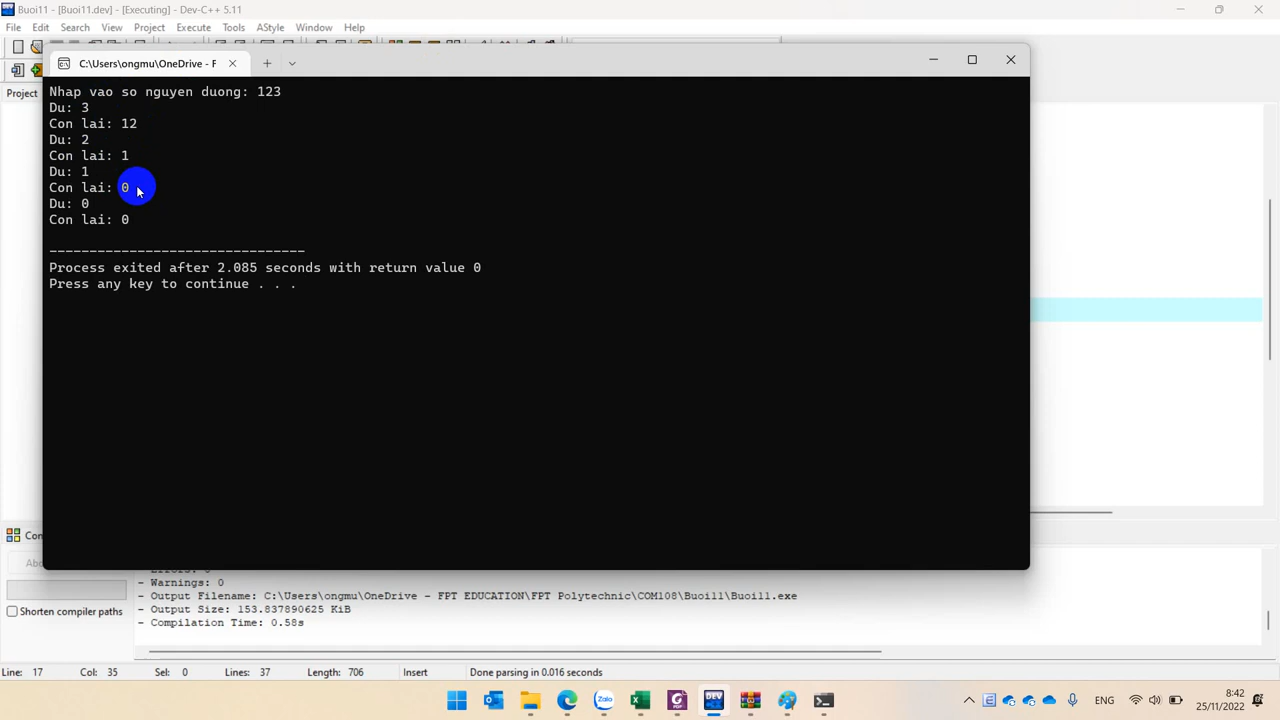 Buoi11 - [Buoi11.dev] - [Executing] - Dev-C++ 5.11
File Edit Search View Project Execute Tools AStyle Window Help
C:\Users\ongmu\OneDrive - F
Project
Nhap vao so nguyen duong: 123
Du: 3
Con lai: 12
Du: 2
Con lai: 1
Du: 1
Con lai: 0
Du: 0
Con lai: 0
--------------------------------
Process exited after 2.085 seconds with return value 0
Press any key to continue . . .
- Warnings: 0
- Output Filename: C:\Users\ongmu\OneDrive - FPT EDUCATION\FPT Polytechnic\COM108\Buoi11\Buoi11.exe
- Output Size: 153.837890625 KiB
- Compilation Time: 0.58s
Shorten compiler paths
Line: 17 Col: 35 Sel: 0 Lines: 37 Length: 706 Insert Done parsing in 0.016 seconds
Zalo
DEV
ENG
8:42
25/11/2022